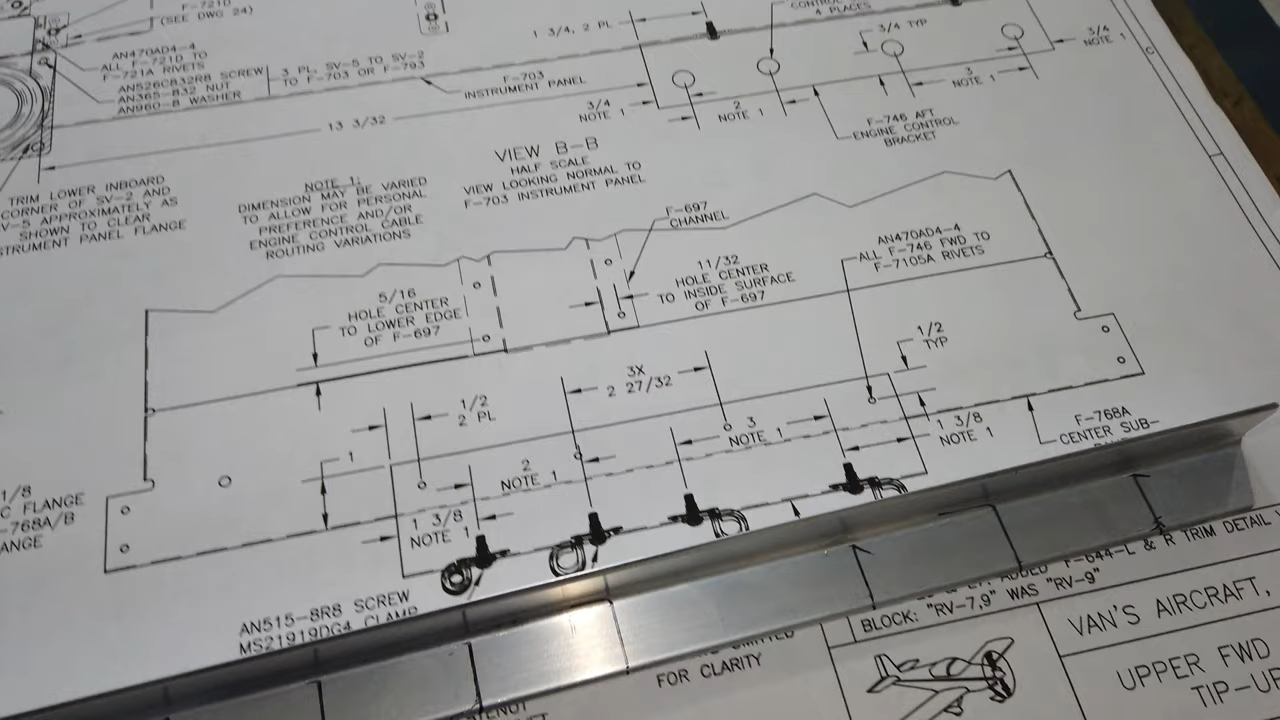 F-721D
(SEE DWG 24)
AN470AD4-4
ALL F-721D TO
F-721A RIVETS
AN526C832R8 SCREW
AN365-832 NUT
AN960-8 WASHER
3 PL, SV-5 TO SV-2
TO F-703 OR F-793
1 3/4, 2 PL
4 PLACES
3/4 TYP
3/4
NOTE 1
F-703
INSTRUMENT PANEL
13 3/32
3/4
NOTE 1
2
NOTE 1
3
NOTE 1
F-746 AFT
ENGINE CONTROL
BRACKET
VIEW B-B
HALF SCALE
VIEW LOOKING NORMAL TO
F-703 INSTRUMENT PANEL
TRIM LOWER INBOARD
CORNER OF SV-2 AND
V-5 APPROXIMATELY AS
SHOWN TO CLEAR
STRUMENT PANEL FLANGE
NOTE 1:
DIMENSION MAY BE VARIED
TO ALLOW FOR PERSONAL
PREFERENCE AND/OR
ENGINE CONTROL CABLE
ROUTING VARIATIONS
F-697
CHANNEL
AN470AD4-4
ALL F-746 FWD TO
F-7105A RIVETS
11/32
HOLE CENTER
TO INSIDE SURFACE
OF F-697
5/16
HOLE CENTER
TO LOWER EDGE
OF F-697
1/2
TYP
3X
2 27/32
1/2
2 PL
1
2
NOTE 1
3
NOTE 1
1 3/8
NOTE 1
F-768A
CENTER SUB-
1/8
C FLANGE
-768A/B
ANGE
1 3/8
NOTE 1
AN515-8R8 SCREW
MS21919DG4 CLAMP
F-644-L & R TRIM DETAIL
BLOCK: "RV-7,9" WAS "RV-9"
FOR CLARITY
VAN'S AIRCRAFT,
UPPER FWD
TIP-UP